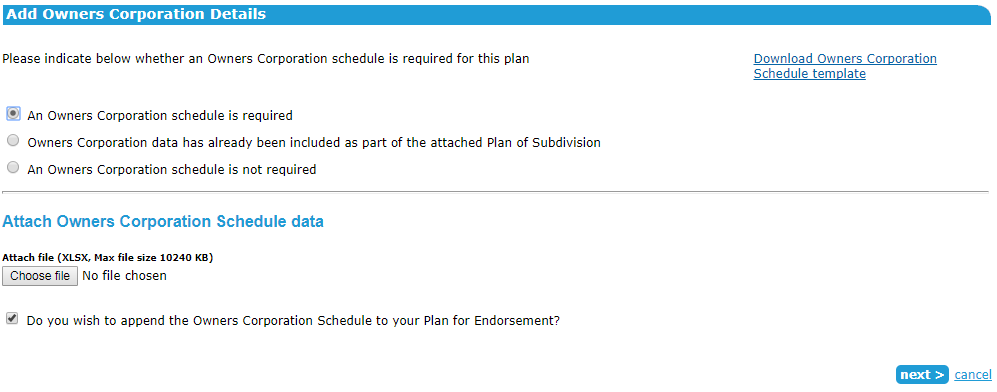 Add Owners Corporation Details
Please indicate below whether an Owners Corporation schedule is required for this plan
Download Owners Corporation
Schedule template
An Owners Corporation schedule is required
Owners Corporation data has already been included as part of the attached Plan of Subdivision
An Owners Corporation schedule is not required
Attach Owners Corporation Schedule data
Attach file (XLSX, Max file size 10240 KB)
Choose file No file chosen
Do you wish to append the Owners Corporation Schedule to your Plan for Endorsement?
next > cancel